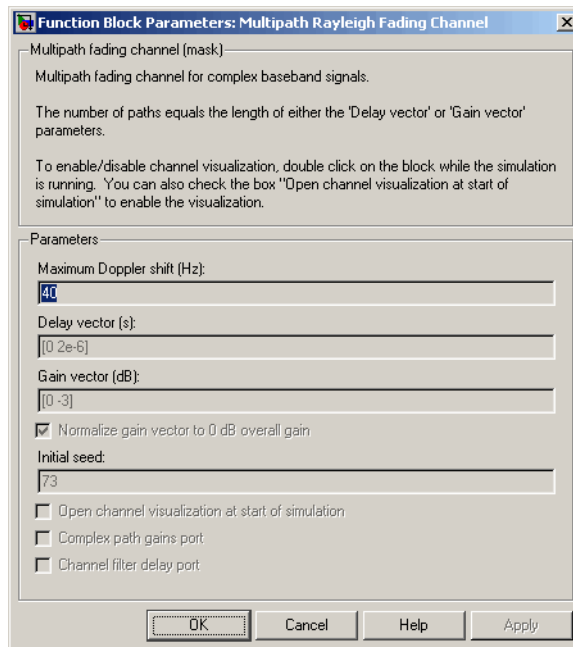 Function Block Parameters: Multipath Rayleigh Fading Channel
Multipath fading channel (mask)
Multipath fading channel for complex baseband signals.
The number of paths equals the length of either the 'Delay vector' or 'Gain vector'
parameters.
To enable/disable channel visualization, double click on the block while the simulation
is running. You can also check the box "Open channel visualization at start of
simulation" to enable the visualization.
Parameters
Maximum Doppler shift (Hz):
40
Delay vector (s):
[0 2e-6]
Gain vector (dB):
[0 -3]
Normalize gain vector to 0 dB overall gain
Initial seed:
73
Open channel visualization at start of simulation
Complex path gains port
Channel filter delay port
OK Cancel Help Apply